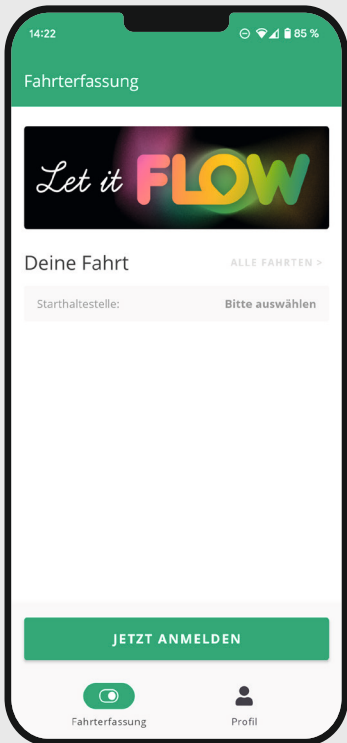 14:22 85 %
Fahrterfassung
Let it FLOW
Deine Fahrt ALLE FAHRTEN >
Starthaltestelle: Bitte auswählen
JETZT ANMELDEN
Fahrterfassung Profil